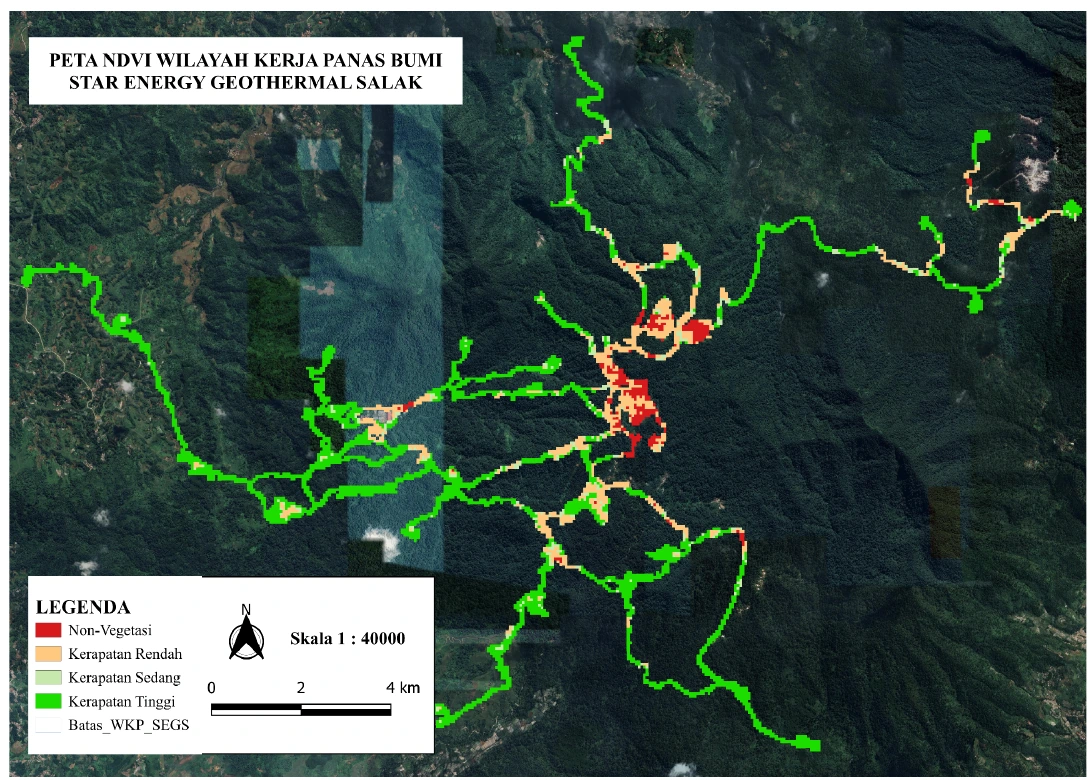 PETA NDVI WILAYAH KERJA PANAS BUMI
STAR ENERGY GEOTHERMAL SALAK
LEGENDA
Non-Vegetasi
Kerapatan Rendah
Kerapatan Sedang
Kerapatan Tinggi
Batas_WKP_SEGS
N
Skala 1 : 40000
0 2 4 km